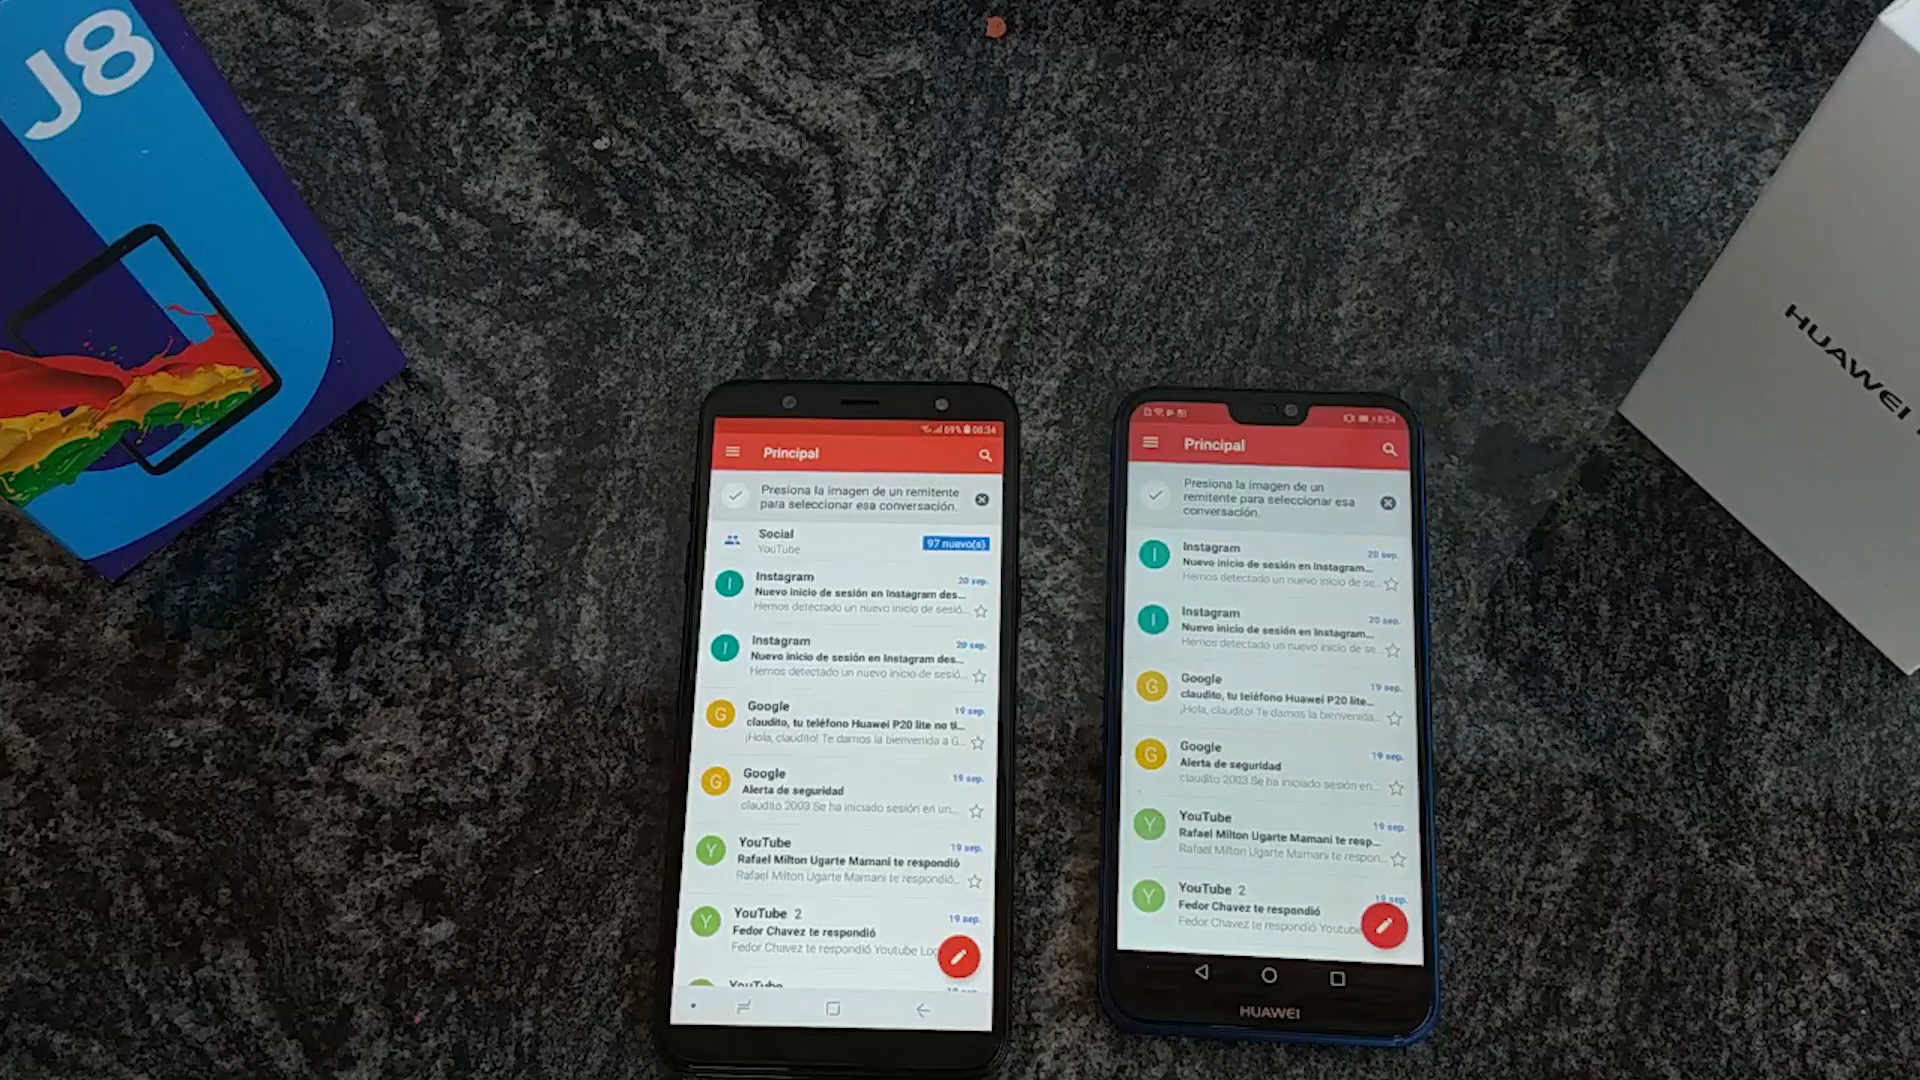 J8
HUAWEI
69% 08:34
Principal
Presiona la imagen de un remitente
para seleccionar esa conversación.
Social
YouTube
97 nuevo(s)
Instagram
20 sep.
Nuevo inicio de sesión en Instagram des...
Hemos detectado un nuevo inicio de sesió...
Instagram
20 sep.
Nuevo inicio de sesión en Instagram des...
Hemos detectado un nuevo inicio de sesió...
G
Google
19 sep.
claudito, tu teléfono Huawei P20 lite no ti...
¡Hola, claudito! Te damos la bienvenida a G...
G
Google
19 sep.
Alerta de seguridad
claudito 2003 Se ha iniciado sesión en un...
Y
YouTube
19 sep.
Rafael Milton Ugarte Mamani te respondió
Rafael Milton Ugarte Mamani te respondió...
Y
YouTube 2
19 sep.
Fedor Chavez te respondió
Fedor Chavez te respondió Youtube
YouTube
8:34
Principal
Presiona la imagen de un
remitente para seleccionar esa
conversación.
I
Instagram
20 sep.
Nuevo inicio de sesión en Instagram...
Hemos detectado un nuevo inicio de se...
I
Instagram
20 sep.
Nuevo inicio de sesión en Instagram...
Hemos detectado un nuevo inicio de se...
G
Google
19 sep.
claudito, tu teléfono Huawei P20 lite...
¡Hola, claudito! Te damos la bienvenida...
G
Google
19 sep.
Alerta de seguridad
claudito 2003 Se ha iniciado sesión en...
Y
YouTube
19 sep.
Rafael Milton Ugarte Mamani te resp...
Rafael Milton Ugarte Mamani te respon...
Y
YouTube 2
19 sep.
Fedor Chavez te respondió
Fedor Chavez te respondió Youtube
HUAWEI